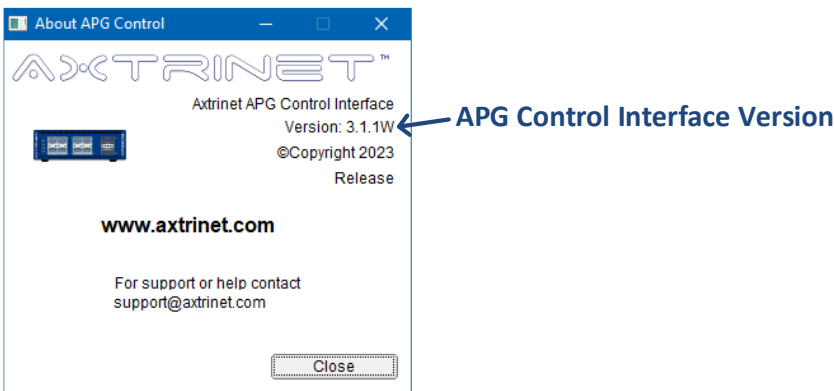 About APG Control
AXTRINET™
Axtrinet APG Control Interface
Version: 3.1.1W
APG Control Interface Version
©Copyright 2023
Release
www.axtrinet.com
For support or help contact
support@axtrinet.com
Close